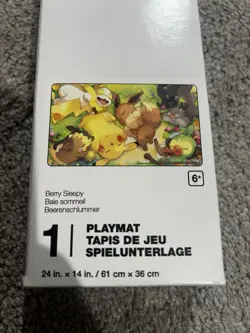 6+
Berry Sleepy
Baie sommeil
Beerenschlummer
1 | PLAYMAT
TAPIS DE JEU
SPIELUNTERLAGE
24 in. × 14 in. / 61 cm × 36 cm